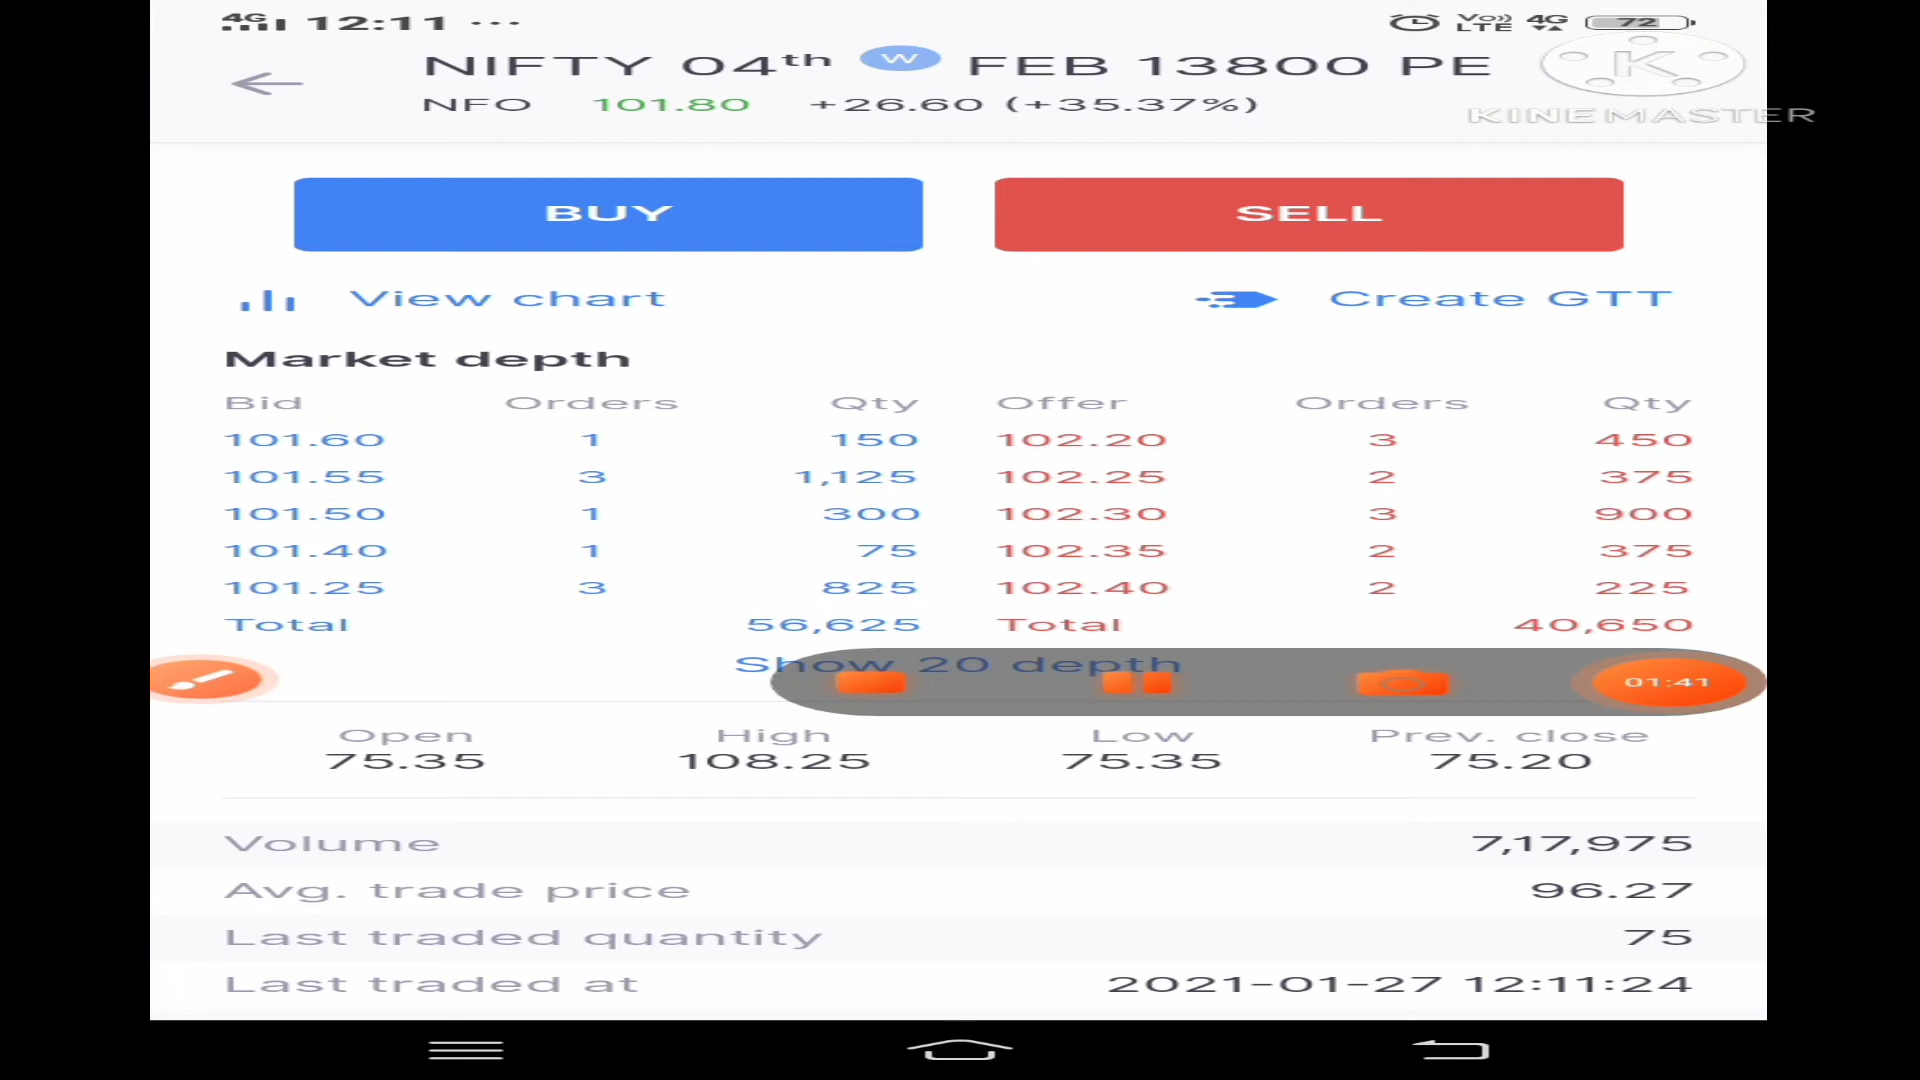 4G 12:11 ... Vo)) LTE 4G 72
NIFTY 04th W FEB 13800 PE
NFO 101.80 +26.60 (+35.37%)
K
KINEMASTER
BUY SELL
View chart Create GTT
Market depth
Bid Orders Qty Offer Orders Qty
101.60 1 150 102.20 3 450
101.55 3 1,125 102.25 2 375
101.50 1 300 102.30 3 900
101.40 1 75 102.35 2 375
101.25 3 825 102.40 2 225
Total 56,625 Total 40,650
Show 20 depth
01:41
Open High Low Prev. close
75.35 108.25 75.35 75.20
Volume 7,17,975
Avg. trade price 96.27
Last traded quantity 75
Last traded at 2021-01-27 12:11:24